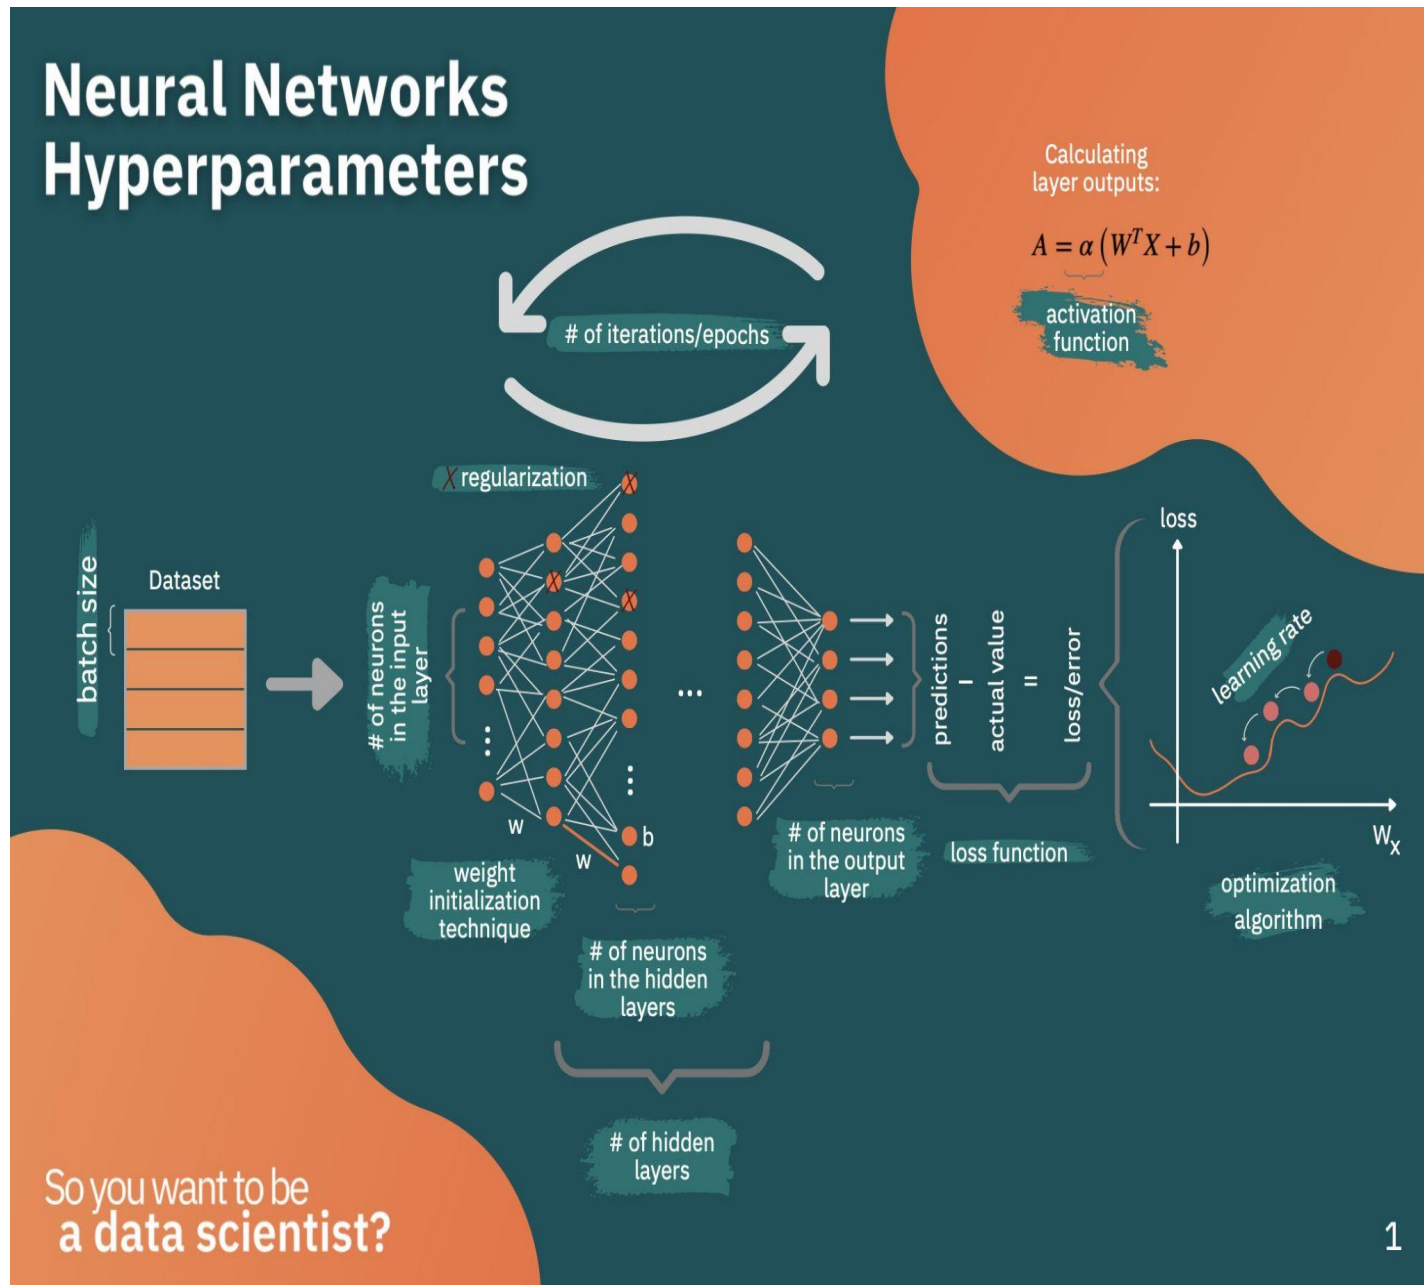 Neural Networks
Hyperparameters
Calculating
layer outputs:
A = α (WᵀX + b)
activation
function
# of iterations/epochs
X regularization
batch size
Dataset
# of neurons
in the input
layer
...
w
w
b
weight
initialization
technique
# of neurons
in the hidden
layers
# of hidden
layers
# of neurons
in the output
layer
predictions
–
actual value
=
loss/error
loss function
loss
learning rate
Wₓ
optimization
algorithm
So you want to be
a data scientist?
1